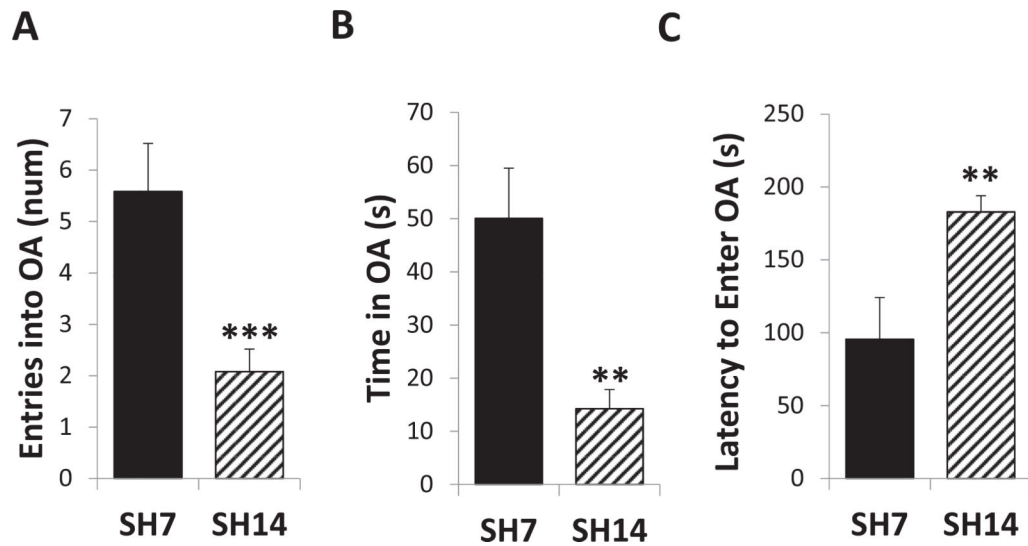 A
B
C
Entries into OA (num)
7
6
5
4
3
2
1
0
***
SH7 SH14
Time in OA (s)
70
60
50
40
30
20
10
0
**
SH7 SH14
Latency to Enter OA (s)
250
200
150
100
50
0
**
SH7 SH14